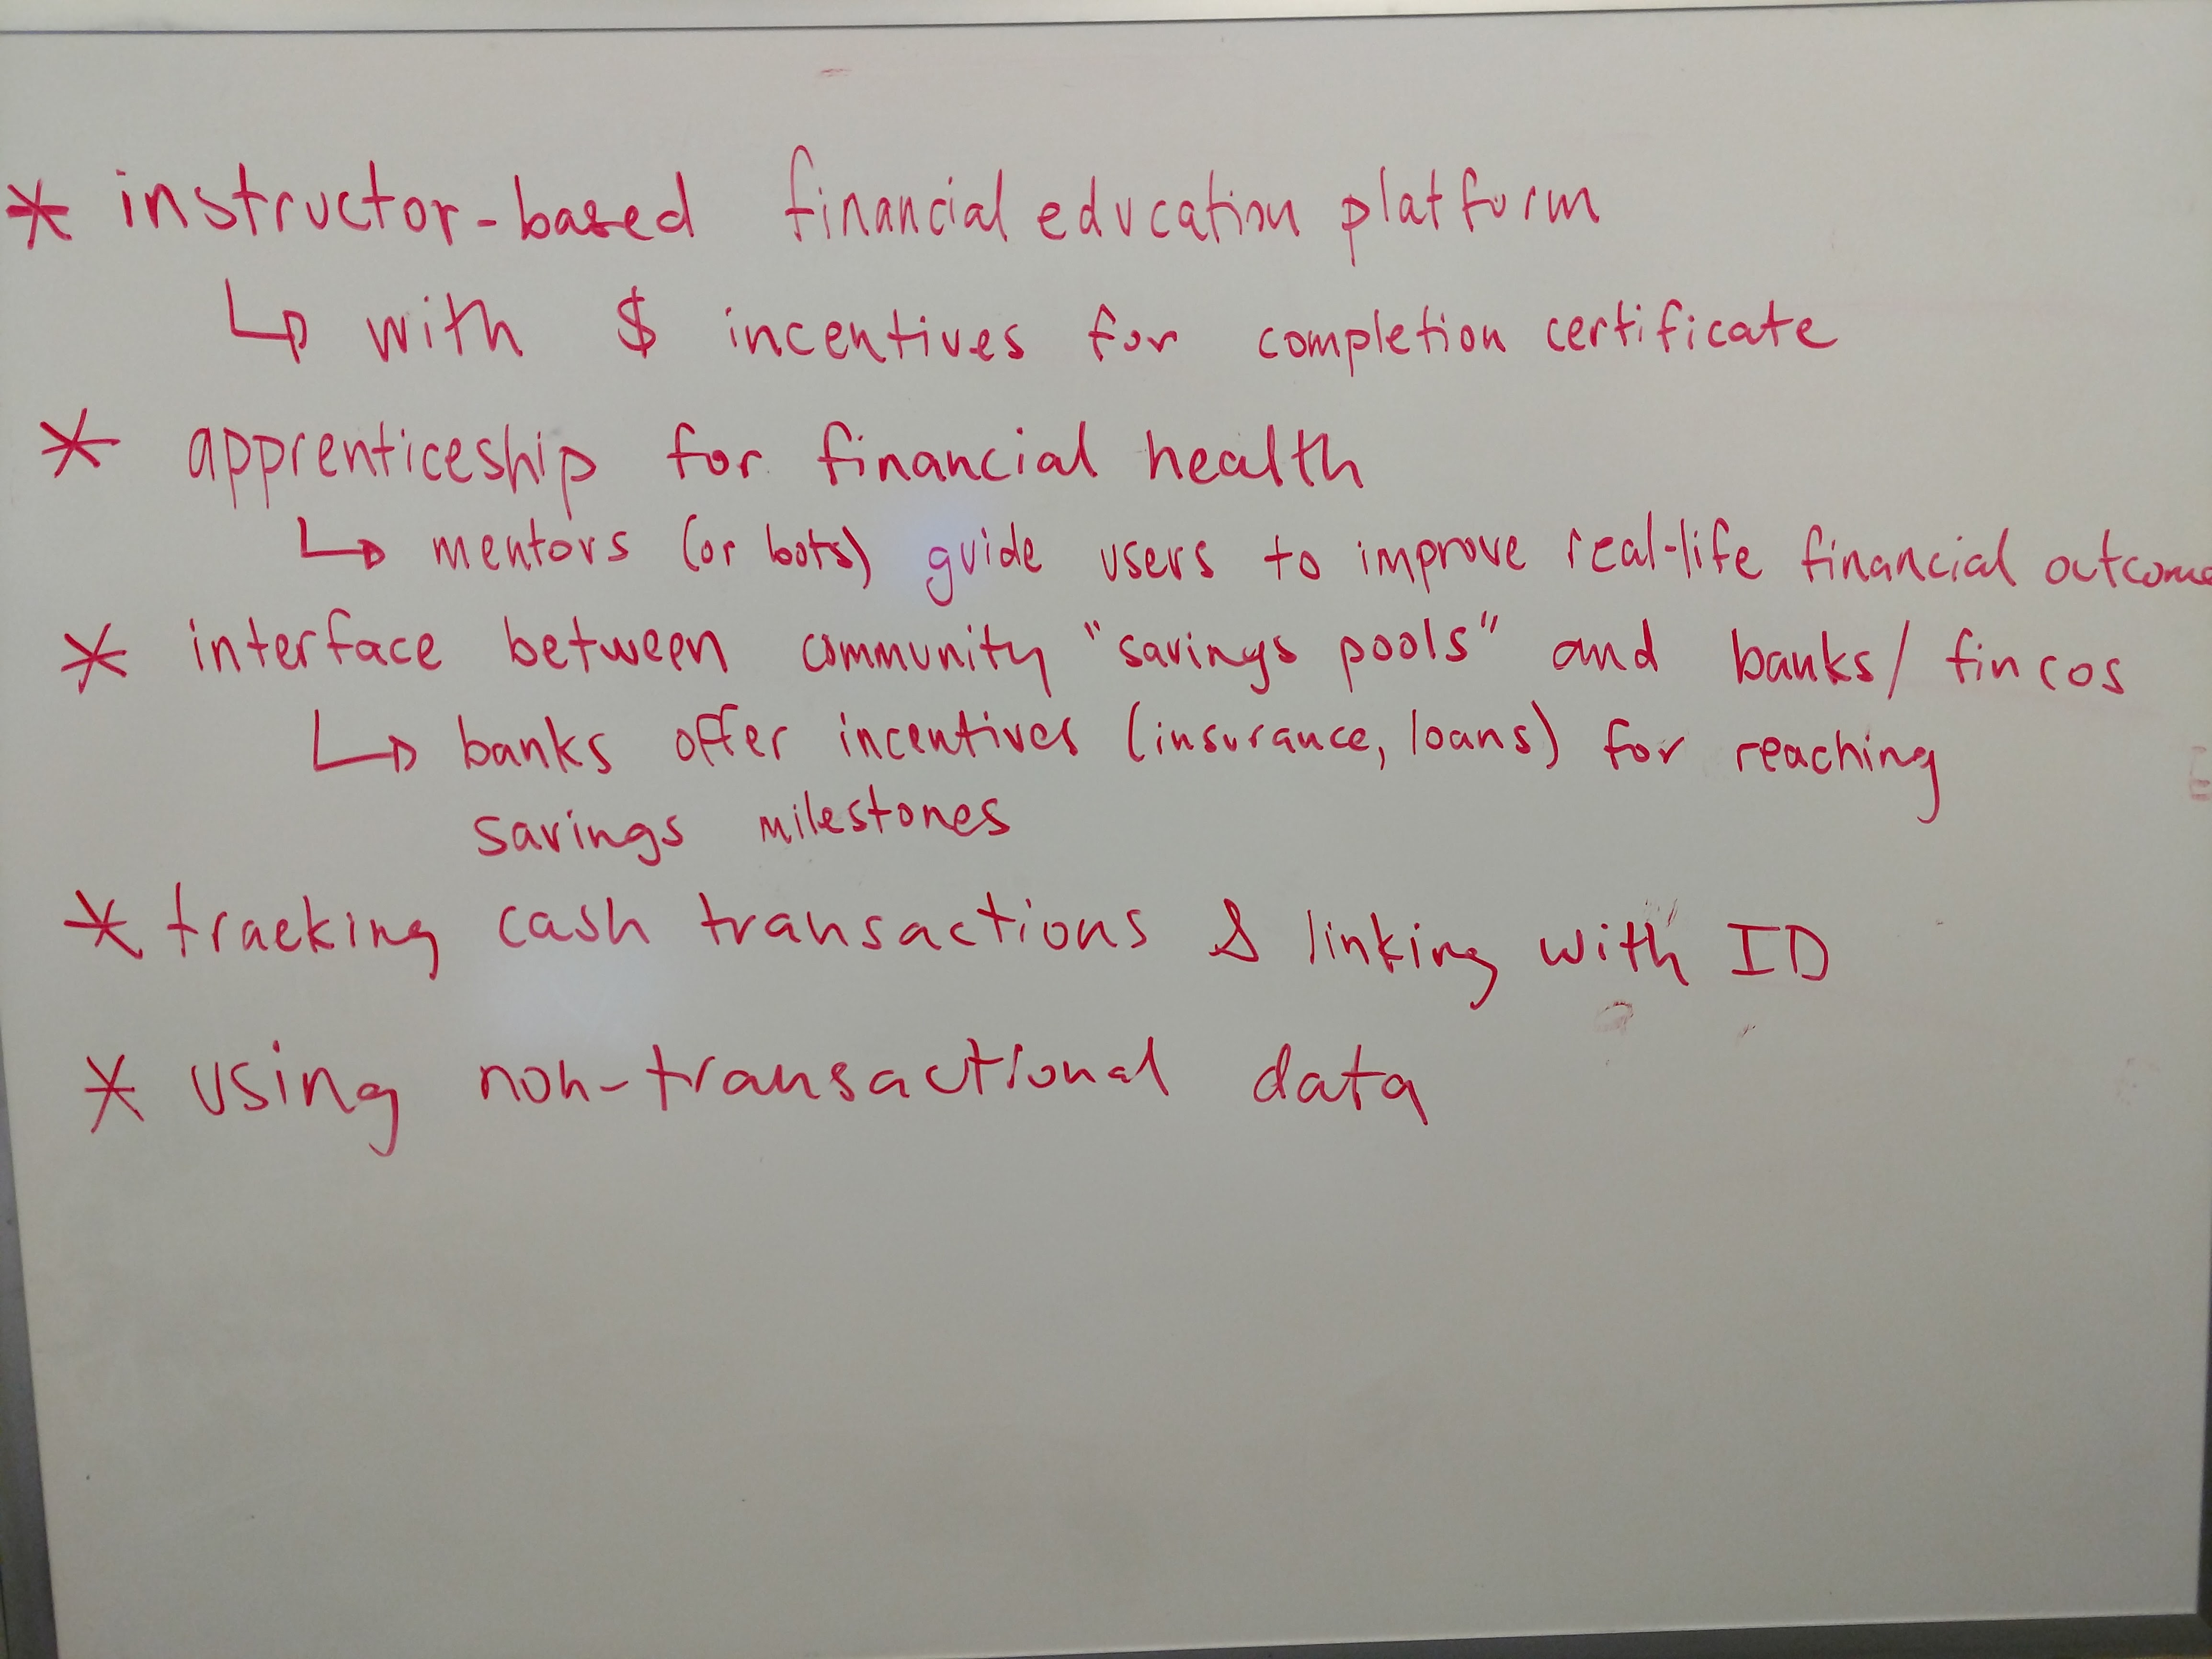 * instructor-based financial education platform
↳ with $ incentives for completion certificate
* apprenticeship for financial health
↳ mentors (or bots) guide users to improve real-life financial outcome
* interface between community "savings pools" and banks/fincos
↳ banks offer incentives (insurance, loans) for reaching
savings milestones
* tracking cash transactions & linking with ID
* using non-transactional data